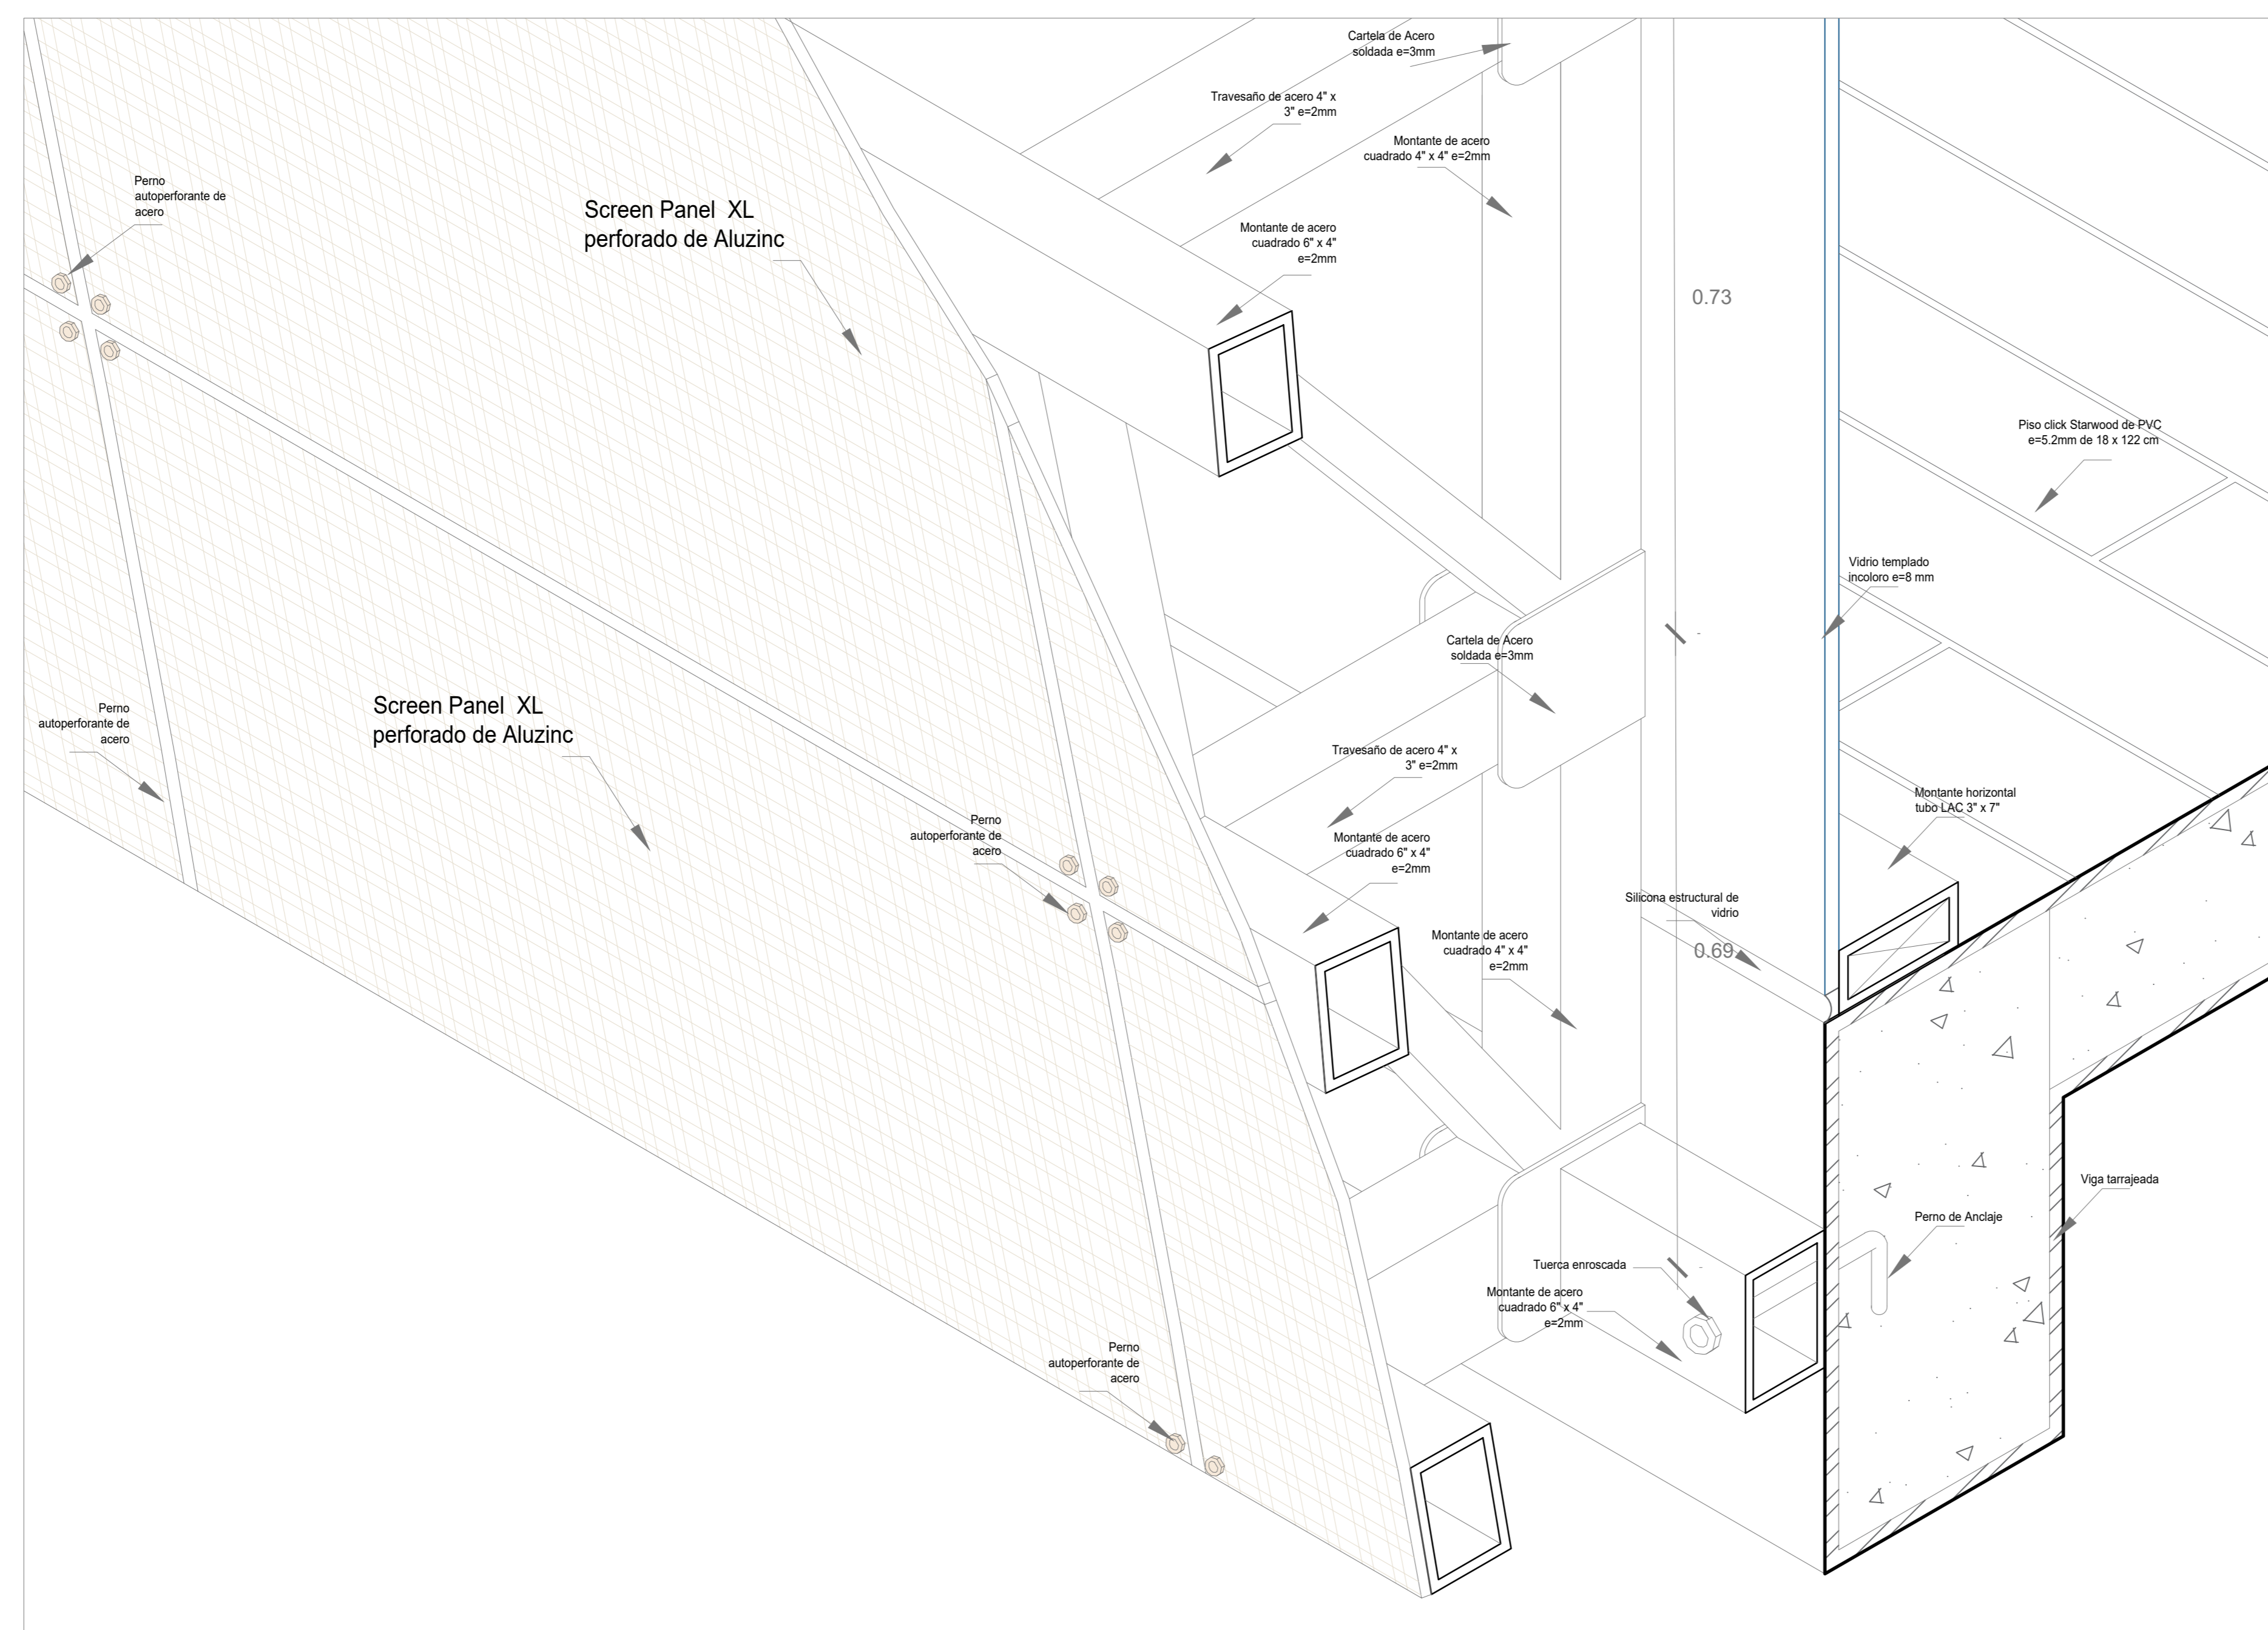 Cartela de Acero
soldada e=3mm
Travesaño de acero 4" x
3" e=2mm
Montante de acero
cuadrado 4" x 4" e=2mm
Perno
autoperforante de
acero
Screen Panel  XL
perforado de Aluzinc
Montante de acero
cuadrado 6" x 4"
e=2mm
0.73
Piso click Starwood de PVC
e=5.2mm de 18 x 122 cm
Vidrio templado
incoloro e=8 mm
Cartela de Acero
soldada e=3mm
Perno
autoperforante de
acero
Screen Panel  XL
perforado de Aluzinc
Travesaño de acero 4" x
3" e=2mm
Montante horizontal
tubo LAC 3" x 7"
Perno
autoperforante de
acero
Montante de acero
cuadrado 6" x 4"
e=2mm
Silicona estructural de
vidrio
Montante de acero
cuadrado 4" x 4"
e=2mm
0.69
Viga tarrajeada
Perno de Anclaje
Tuerca enroscada
Montante de acero
cuadrado 6" x 4"
e=2mm
Perno
autoperforante de
acero